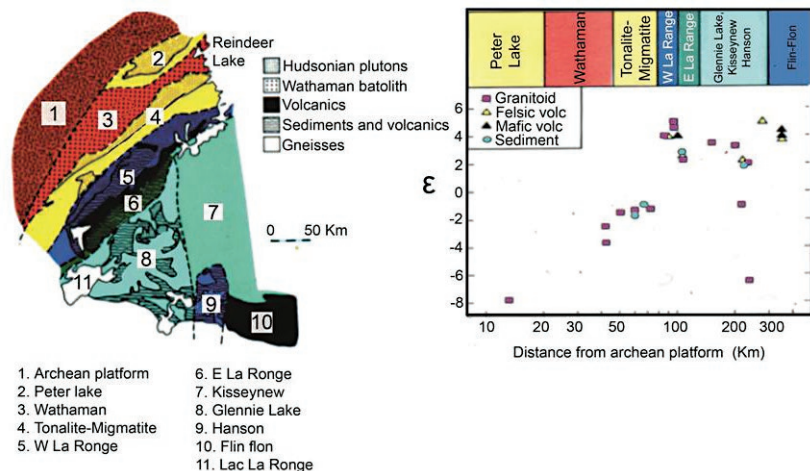 Reindeer
Lake
Hudsonian plutons
Wathaman batolith
Volcanics
Sediments and volcanics
Gneisses
1
2
3
4
5
6
7
8
9
10
11
0 50 Km
1. Archean platform
2. Peter lake
3. Wathaman
4. Tonalite-Migmatite
5. W La Ronge
6. E La Ronge
7. Kisseynew
8. Glennie Lake
9. Hanson
10. Flin flon
11. Lac La Ronge
Peter
Lake
Wathaman
Tonalite-
Migmatite
W La Range
E La Range
Glennie Lake,
Kisseynew
Hanson
Flin-Flon
Granitoid
Felsic volc
Mafic volc
Sediment
ε
6
4
2
0
-2
-4
-6
-8
10 20 30 50 60 100 200 300
Distance from archean platform (Km)